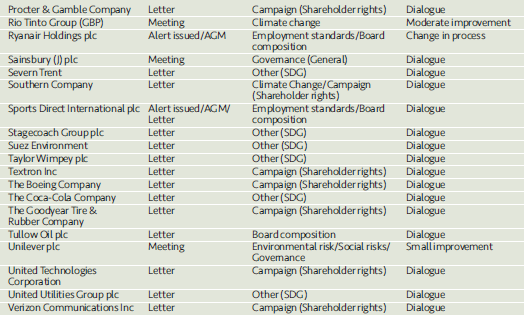 Procter & Gamble Company Letter Campaign (Shareholder rights) Dialogue
Rio Tinto Group (GBP) Meeting Climate change Moderate improvement
Ryanair Holdings plc Alert issued/AGM Employment standards/Board Change in process
composition
Sainsbury (J) plc Meeting Governance (General) Dialogue
Severn Trent Letter Other (SDG) Dialogue
Southern Company Letter Climate Change/Campaign Dialogue
(Shareholder rights)
Sports Direct International plc Alert issued/AGM/ Employment standards/Board Dialogue
Letter composition
Stagecoach Group plc Letter Other (SDG) Dialogue
Suez Environment Letter Other (SDG) Dialogue
Taylor Wimpey plc Letter Other (SDG) Dialogue
Textron Inc Letter Campaign (Shareholder rights) Dialogue
The Boeing Company Letter Campaign (Shareholder rights) Dialogue
The Coca-Cola Company Letter Other (SDG) Dialogue
The Goodyear Tire & Letter Campaign (Shareholder rights) Dialogue
Rubber Company
Tullow Oil plc Letter Board composition Dialogue
Unilever plc Meeting Environmental risk/Social risks/ Small improvement
Governance
United Technologies Letter Campaign (Shareholder rights) Dialogue
Corporation
United Utilities Group plc Letter Other (SDG) Dialogue
Verizon Communications Inc Letter Campaign (Shareholder rights) Dialogue